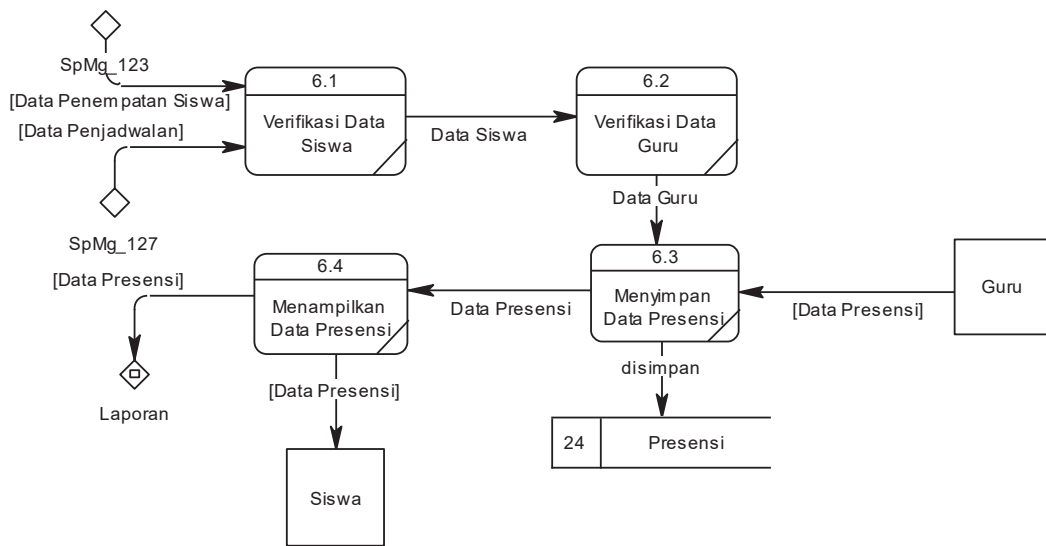 SpMg_123
[Data Penempatan Siswa]
[Data Penjadwalan]
SpMg_127
6.1
Verifikasi Data
Siswa
Data Siswa
6.2
Verifikasi Data
Guru
Data Guru
6.3
Menyimpan
Data Presensi
[Data Presensi]
Guru
Data Presensi
6.4
Menampilkan
Data Presensi
[Data Presensi]
Laporan
[Data Presensi]
Siswa
disimpan
24
Presensi